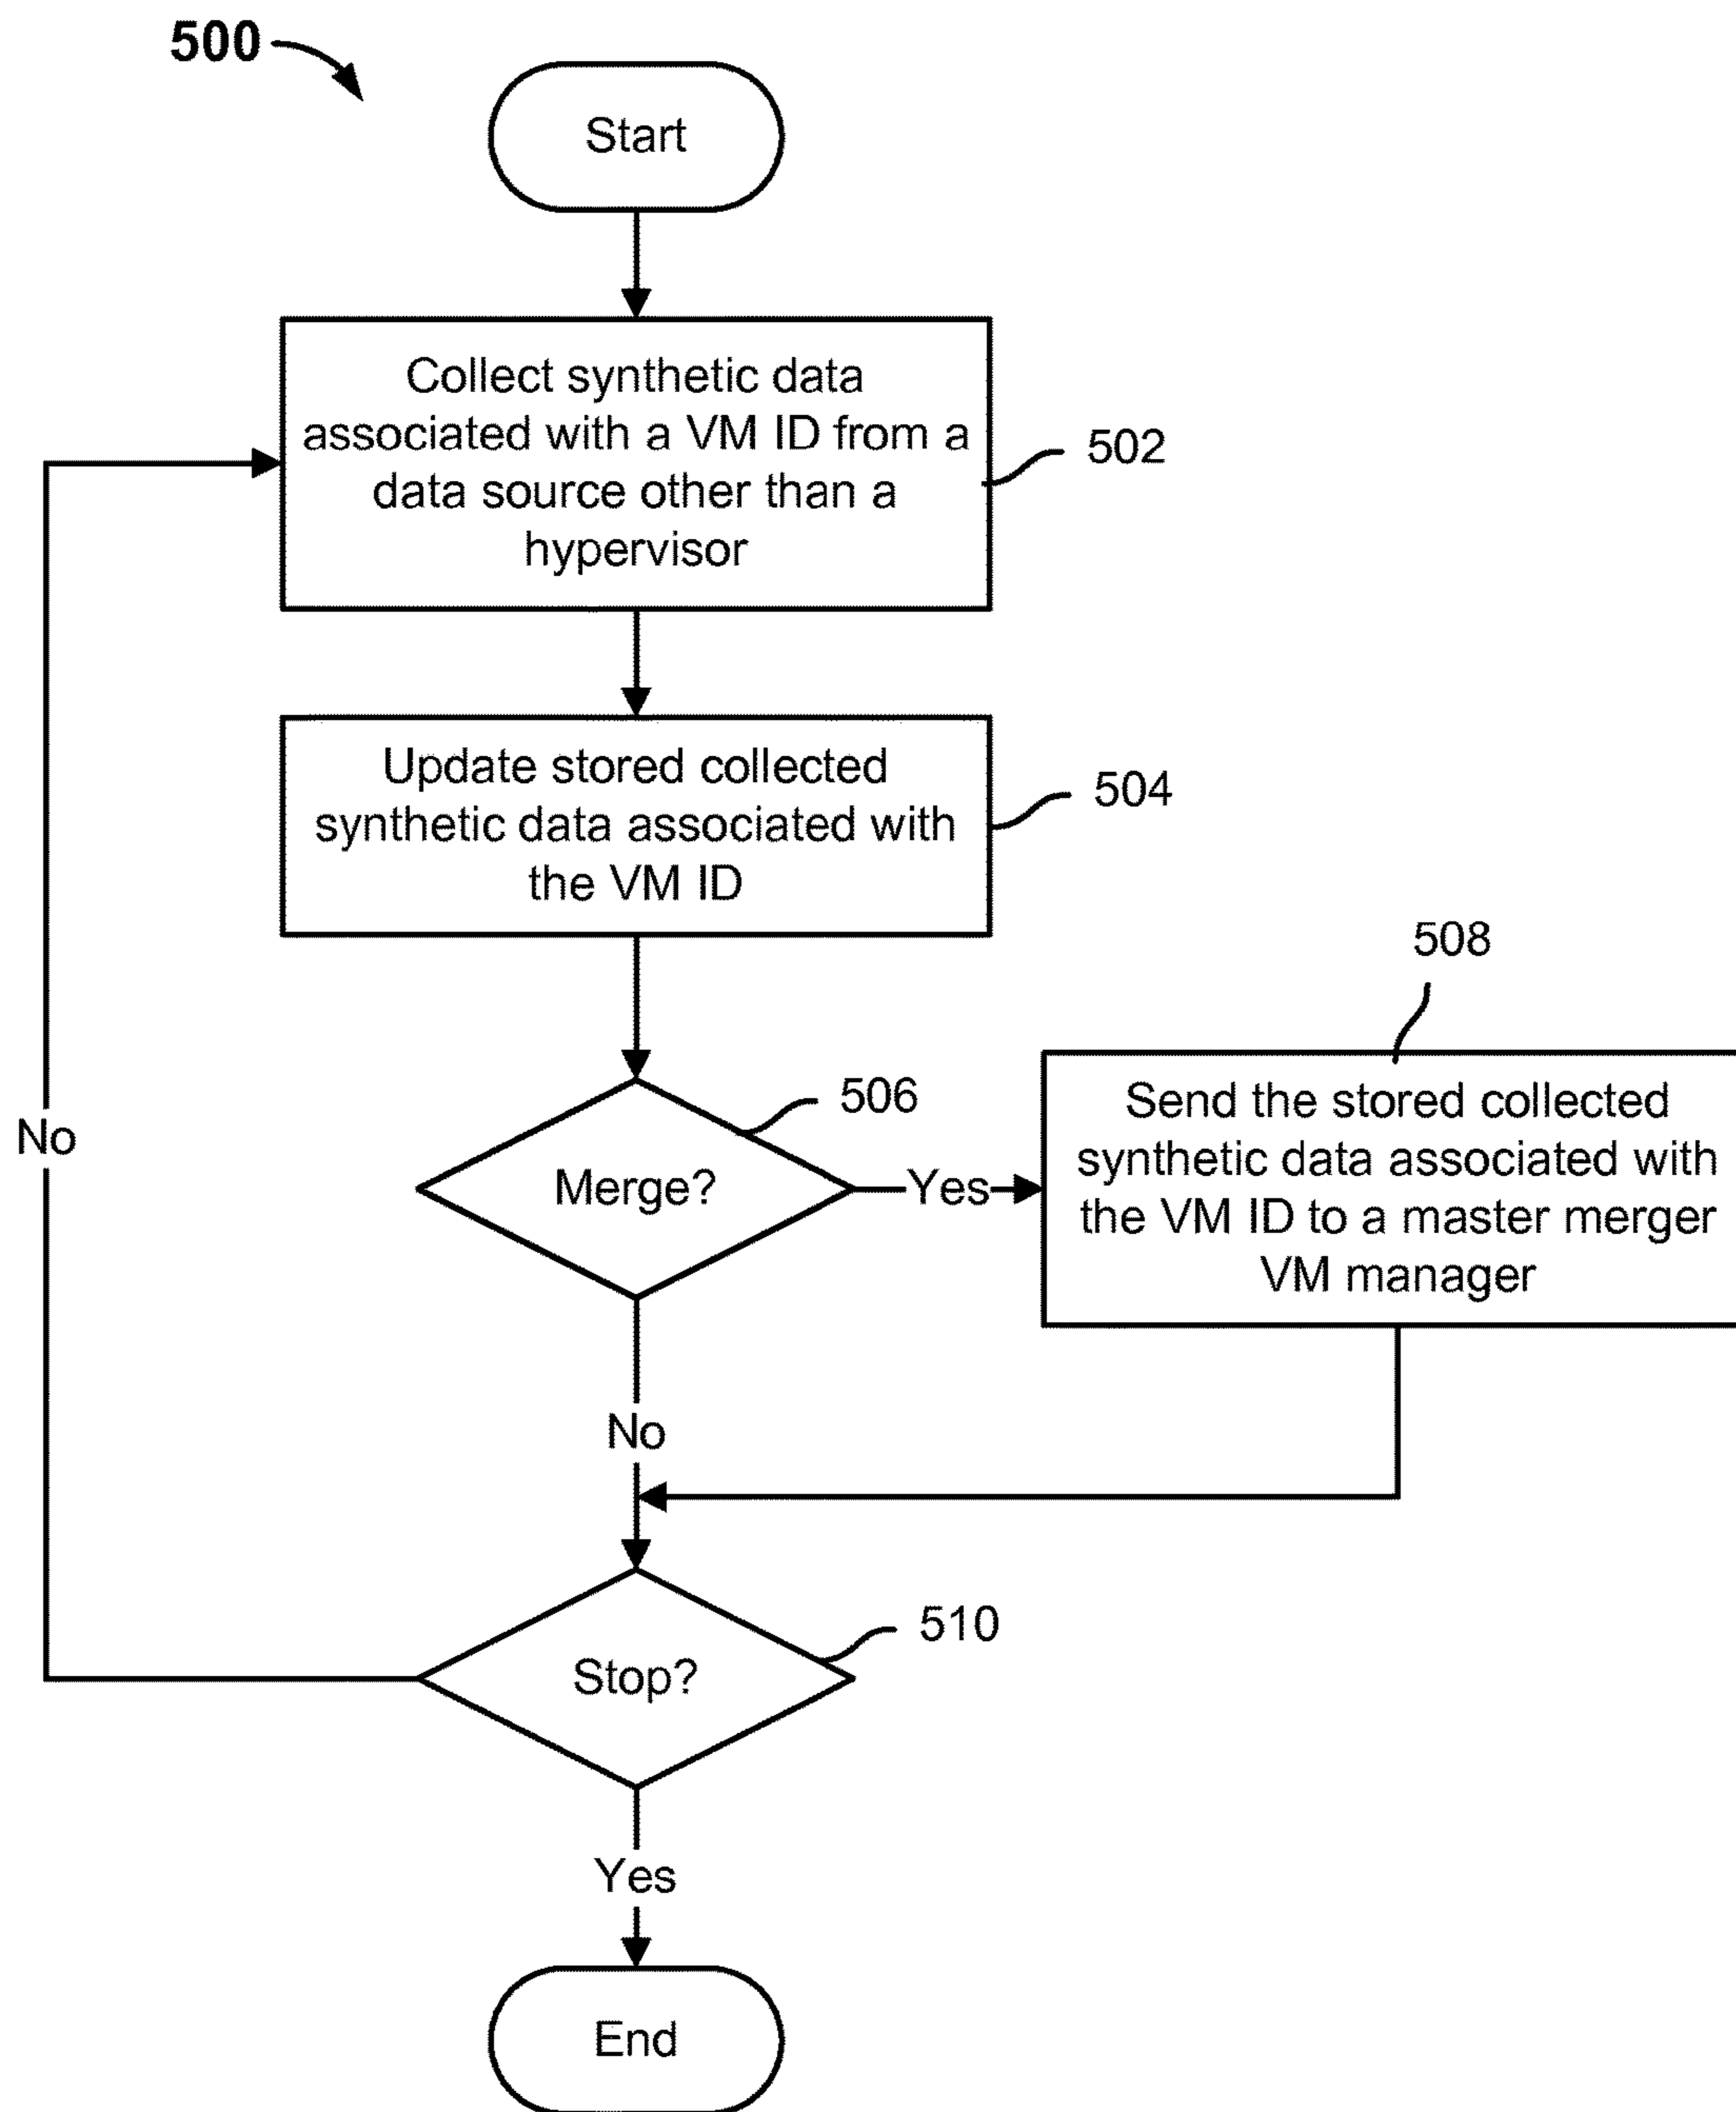 500
Start
Collect synthetic data
associated with a VM ID from a
data source other than a
hypervisor
502
Update stored collected
synthetic data associated with
the VM ID
504
508
506
Merge?
Yes
Send the stored collected
synthetic data associated with
the VM ID to a master merger
VM manager
No
No
510
Stop?
Yes
End